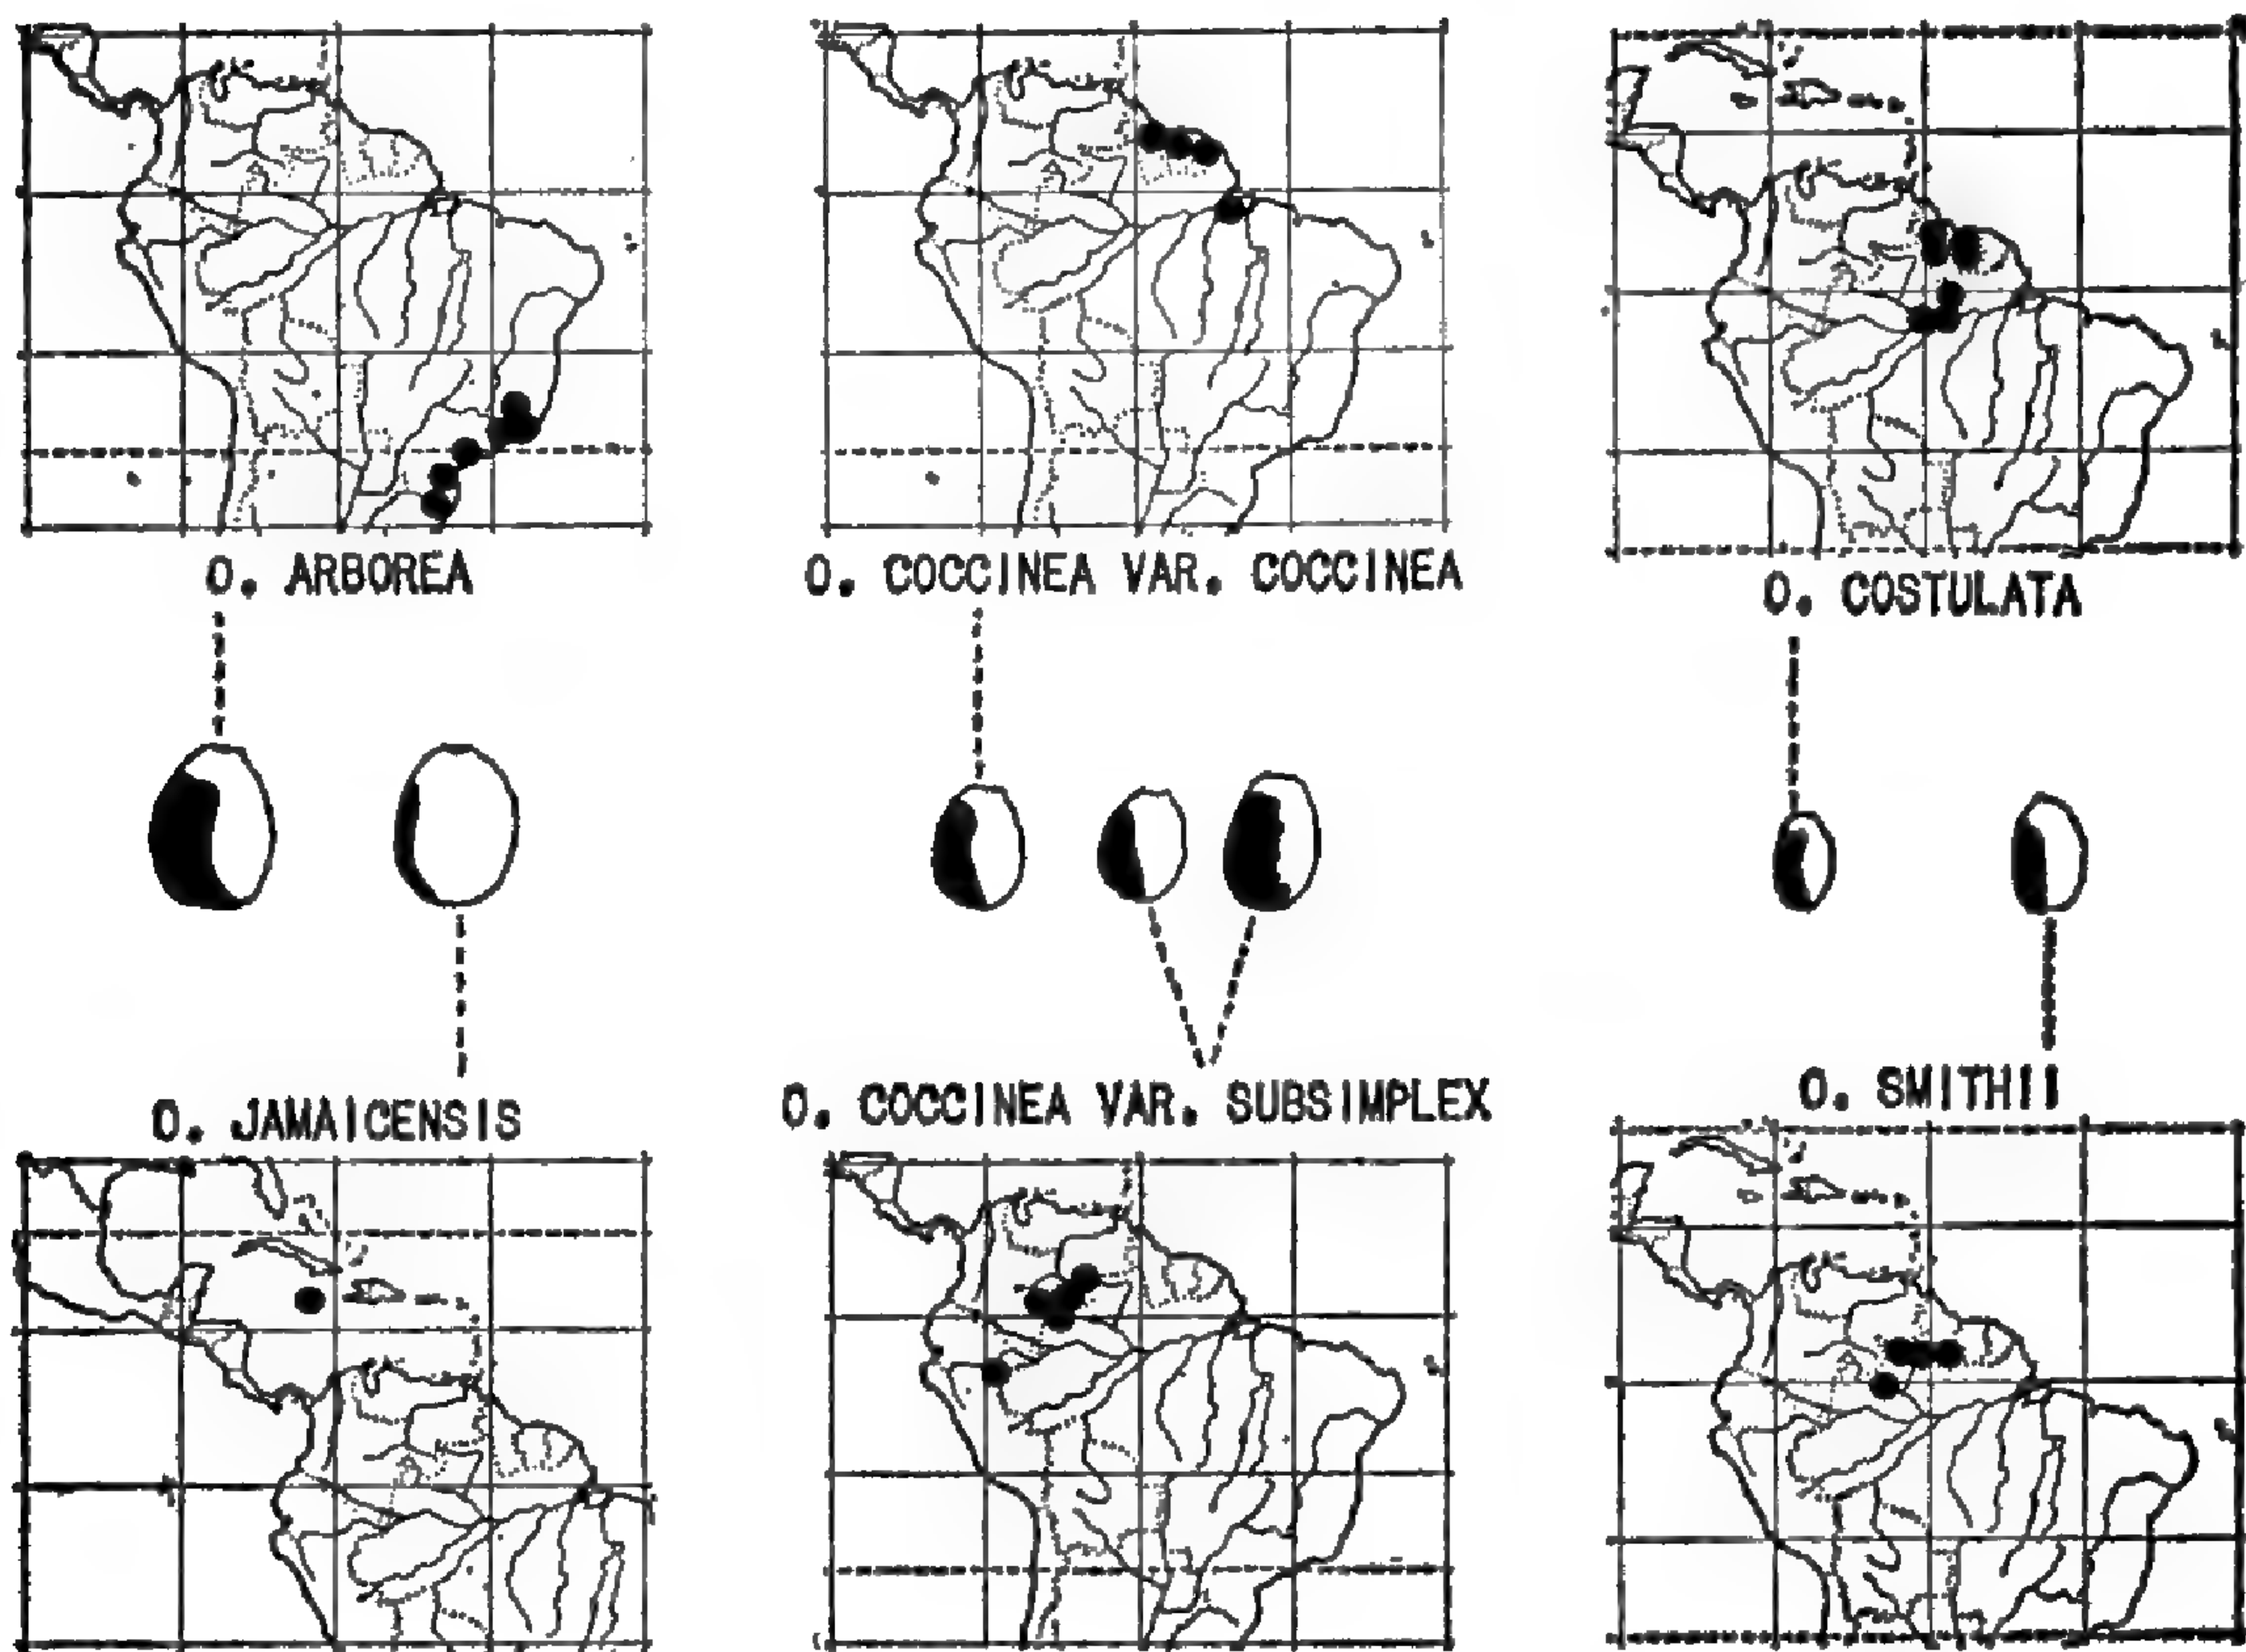 O. ARBOREA
O. COCCINEA VAR. COCCINEA
O. COSTULATA
O. JAMAICENSIS
O. COCCINEA VAR. SUBSIMPLEX
O. SMITHII